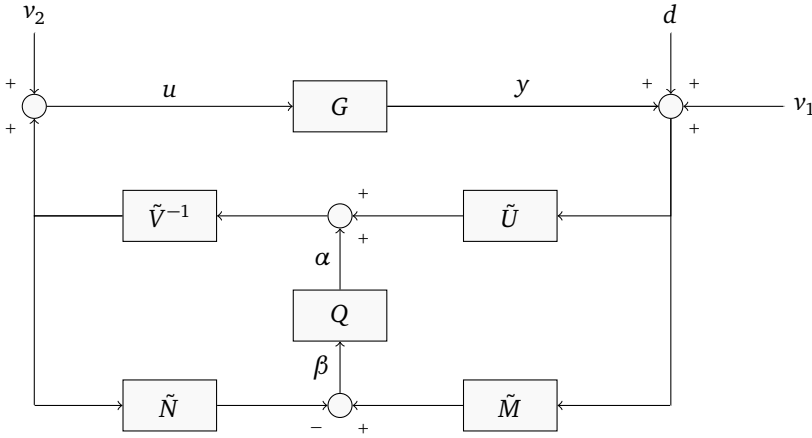 v₂ d
+ + +
u G y v₁
+ +
Ṽ⁻¹ + Ũ
+
α
Q
β
Ñ − + M̃